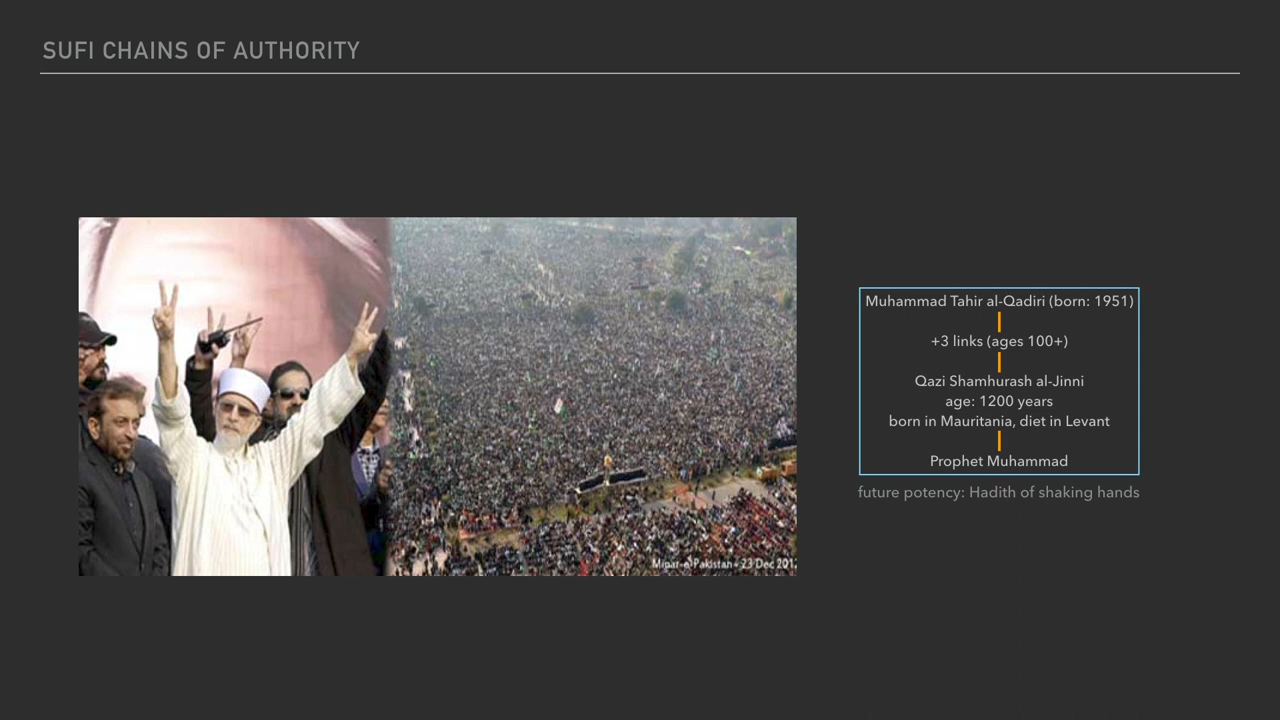 SUFI CHAINS OF AUTHORITY
Minar-e-Pakistan - 23 Dec 201
Muhammad Tahir al-Qadiri (born: 1951)
+3 links (ages 100+)
Qazi Shamhurash al-Jinni
age: 1200 years
born in Mauritania, diet in Levant
Prophet Muhammad
future potency: Hadith of shaking hands